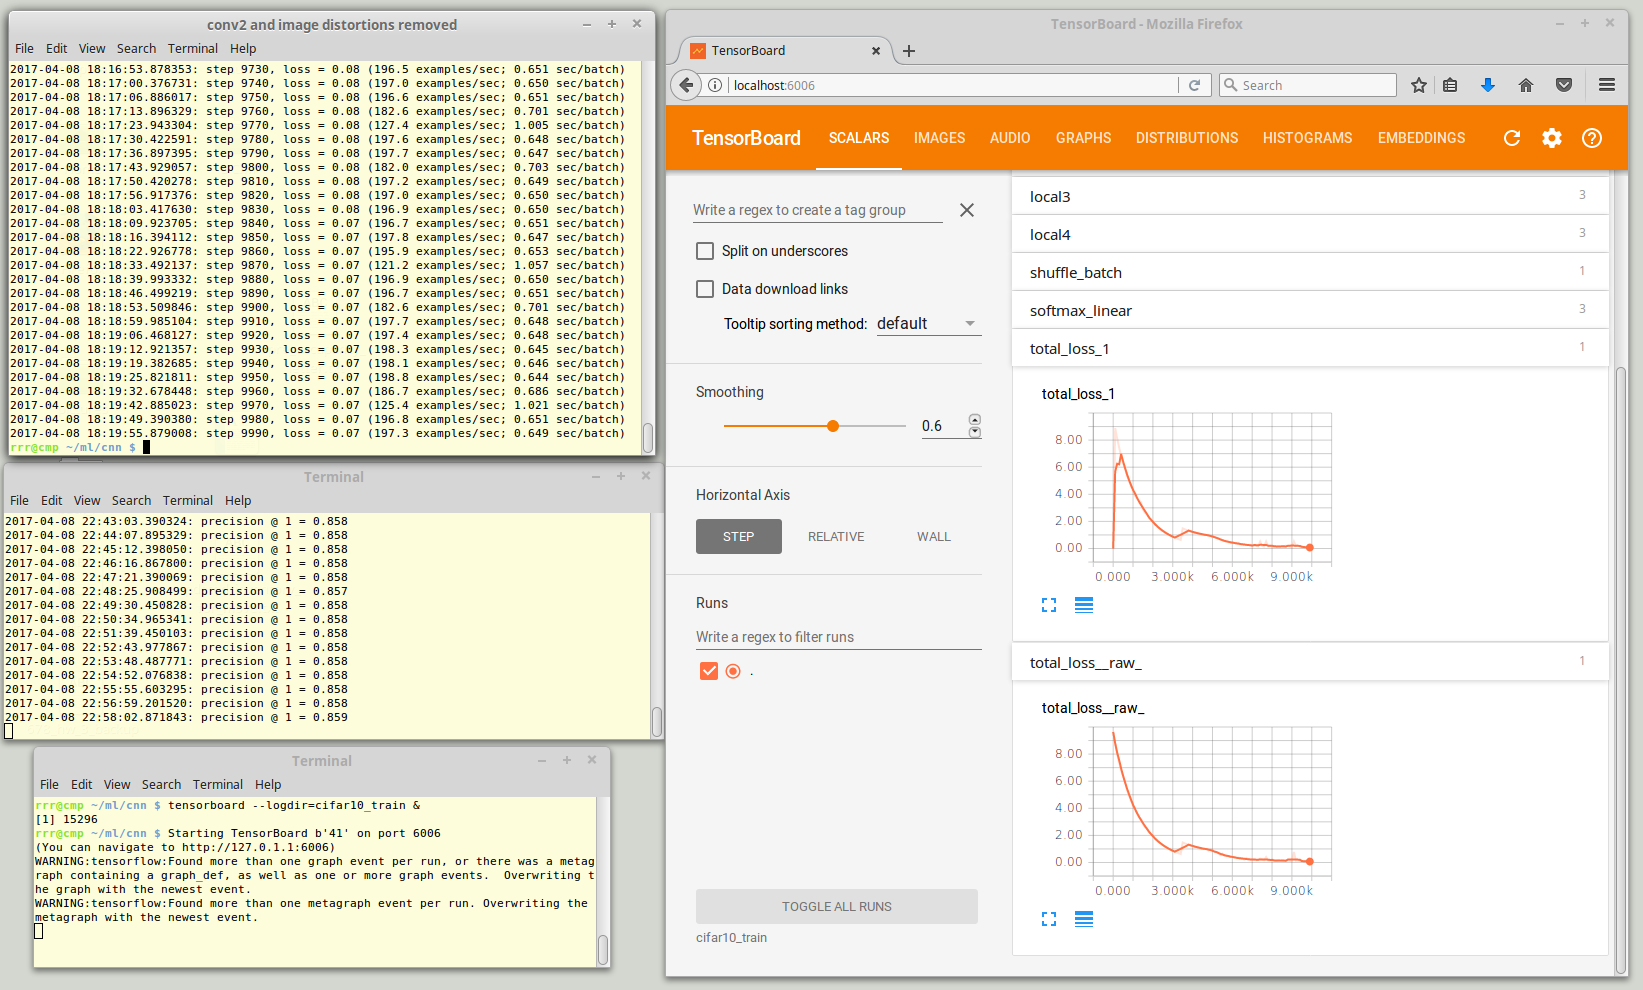 conv2 and image distortions removed
File Edit View Search Terminal Help
2017-04-08 18:16:53.878353: step 9730, loss = 0.08 (196.5 examples/sec; 0.651 sec/batch)
2017-04-08 18:17:00.376731: step 9740, loss = 0.08 (197.0 examples/sec; 0.650 sec/batch)
2017-04-08 18:17:06.886017: step 9750, loss = 0.08 (196.6 examples/sec; 0.651 sec/batch)
2017-04-08 18:17:13.896329: step 9760, loss = 0.08 (182.6 examples/sec; 0.701 sec/batch)
2017-04-08 18:17:23.943304: step 9770, loss = 0.08 (127.4 examples/sec; 1.005 sec/batch)
2017-04-08 18:17:30.422591: step 9780, loss = 0.08 (197.6 examples/sec; 0.648 sec/batch)
2017-04-08 18:17:36.897395: step 9790, loss = 0.08 (197.7 examples/sec; 0.647 sec/batch)
2017-04-08 18:17:43.929057: step 9800, loss = 0.08 (182.0 examples/sec; 0.703 sec/batch)
2017-04-08 18:17:50.420278: step 9810, loss = 0.08 (197.2 examples/sec; 0.649 sec/batch)
2017-04-08 18:17:56.917376: step 9820, loss = 0.08 (197.0 examples/sec; 0.650 sec/batch)
2017-04-08 18:18:03.417630: step 9830, loss = 0.08 (196.9 examples/sec; 0.650 sec/batch)
2017-04-08 18:18:09.923705: step 9840, loss = 0.07 (196.7 examples/sec; 0.651 sec/batch)
2017-04-08 18:18:16.394112: step 9850, loss = 0.07 (197.8 examples/sec; 0.647 sec/batch)
2017-04-08 18:18:22.926778: step 9860, loss = 0.07 (195.9 examples/sec; 0.653 sec/batch)
2017-04-08 18:18:33.492137: step 9870, loss = 0.07 (121.2 examples/sec; 1.057 sec/batch)
2017-04-08 18:18:39.993332: step 9880, loss = 0.07 (196.9 examples/sec; 0.650 sec/batch)
2017-04-08 18:18:46.499219: step 9890, loss = 0.07 (196.7 examples/sec; 0.651 sec/batch)
2017-04-08 18:18:53.509846: step 9900, loss = 0.07 (182.6 examples/sec; 0.701 sec/batch)
2017-04-08 18:18:59.985104: step 9910, loss = 0.07 (197.7 examples/sec; 0.648 sec/batch)
2017-04-08 18:19:06.468127: step 9920, loss = 0.07 (197.4 examples/sec; 0.648 sec/batch)
2017-04-08 18:19:12.921357: step 9930, loss = 0.07 (198.3 examples/sec; 0.645 sec/batch)
2017-04-08 18:19:19.382685: step 9940, loss = 0.07 (198.1 examples/sec; 0.646 sec/batch)
2017-04-08 18:19:25.821811: step 9950, loss = 0.07 (198.8 examples/sec; 0.644 sec/batch)
2017-04-08 18:19:32.678448: step 9960, loss = 0.07 (186.7 examples/sec; 0.686 sec/batch)
2017-04-08 18:19:42.885023: step 9970, loss = 0.07 (125.4 examples/sec; 1.021 sec/batch)
2017-04-08 18:19:49.390380: step 9980, loss = 0.07 (196.8 examples/sec; 0.651 sec/batch)
2017-04-08 18:19:55.879008: step 9990, loss = 0.07 (197.3 examples/sec; 0.649 sec/batch)
rrr@cmp ~/ml/cnn $
Terminal
File Edit View Search Terminal Help
2017-04-08 22:43:03.390324: precision @ 1 = 0.858
2017-04-08 22:44:07.895329: precision @ 1 = 0.858
2017-04-08 22:45:12.398050: precision @ 1 = 0.858
2017-04-08 22:46:16.867800: precision @ 1 = 0.858
2017-04-08 22:47:21.390069: precision @ 1 = 0.858
2017-04-08 22:48:25.908499: precision @ 1 = 0.857
2017-04-08 22:49:30.450828: precision @ 1 = 0.858
2017-04-08 22:50:34.965341: precision @ 1 = 0.858
2017-04-08 22:51:39.450103: precision @ 1 = 0.858
2017-04-08 22:52:43.977867: precision @ 1 = 0.858
2017-04-08 22:53:48.487771: precision @ 1 = 0.858
2017-04-08 22:54:52.076838: precision @ 1 = 0.858
2017-04-08 22:55:55.603295: precision @ 1 = 0.858
2017-04-08 22:56:59.201520: precision @ 1 = 0.858
2017-04-08 22:58:02.871843: precision @ 1 = 0.859
Terminal
File Edit View Search Terminal Help
rrr@cmp ~/ml/cnn $ tensorboard --logdir=cifar10_train &
[1] 15296
rrr@cmp ~/ml/cnn $ Starting TensorBoard b'41' on port 6006
(You can navigate to http://127.0.1.1:6006)
WARNING:tensorflow:Found more than one graph event per run, or there was a metag
raph containing a graph_def, as well as one or more graph events.  Overwriting t
he graph with the newest event.
WARNING:tensorflow:Found more than one metagraph event per run. Overwriting the
metagraph with the newest event.
TensorBoard - Mozilla Firefox
TensorBoard
localhost:6006
Search
TensorBoard SCALARS IMAGES AUDIO GRAPHS DISTRIBUTIONS HISTOGRAMS EMBEDDINGS
Write a regex to create a tag group
Split on underscores
Data download links
Tooltip sorting method: default
Smoothing
0.6
Horizontal Axis
STEP RELATIVE WALL
Runs
Write a regex to filter runs
.
TOGGLE ALL RUNS
cifar10_train
local3 3
local4 3
shuffle_batch 1
softmax_linear 3
total_loss_1 1
total_loss_1
8.00
6.00
4.00
2.00
0.00
0.000 3.000k 6.000k 9.000k
total_loss__raw_ 1
total_loss__raw_
8.00
6.00
4.00
2.00
0.00
0.000 3.000k 6.000k 9.000k